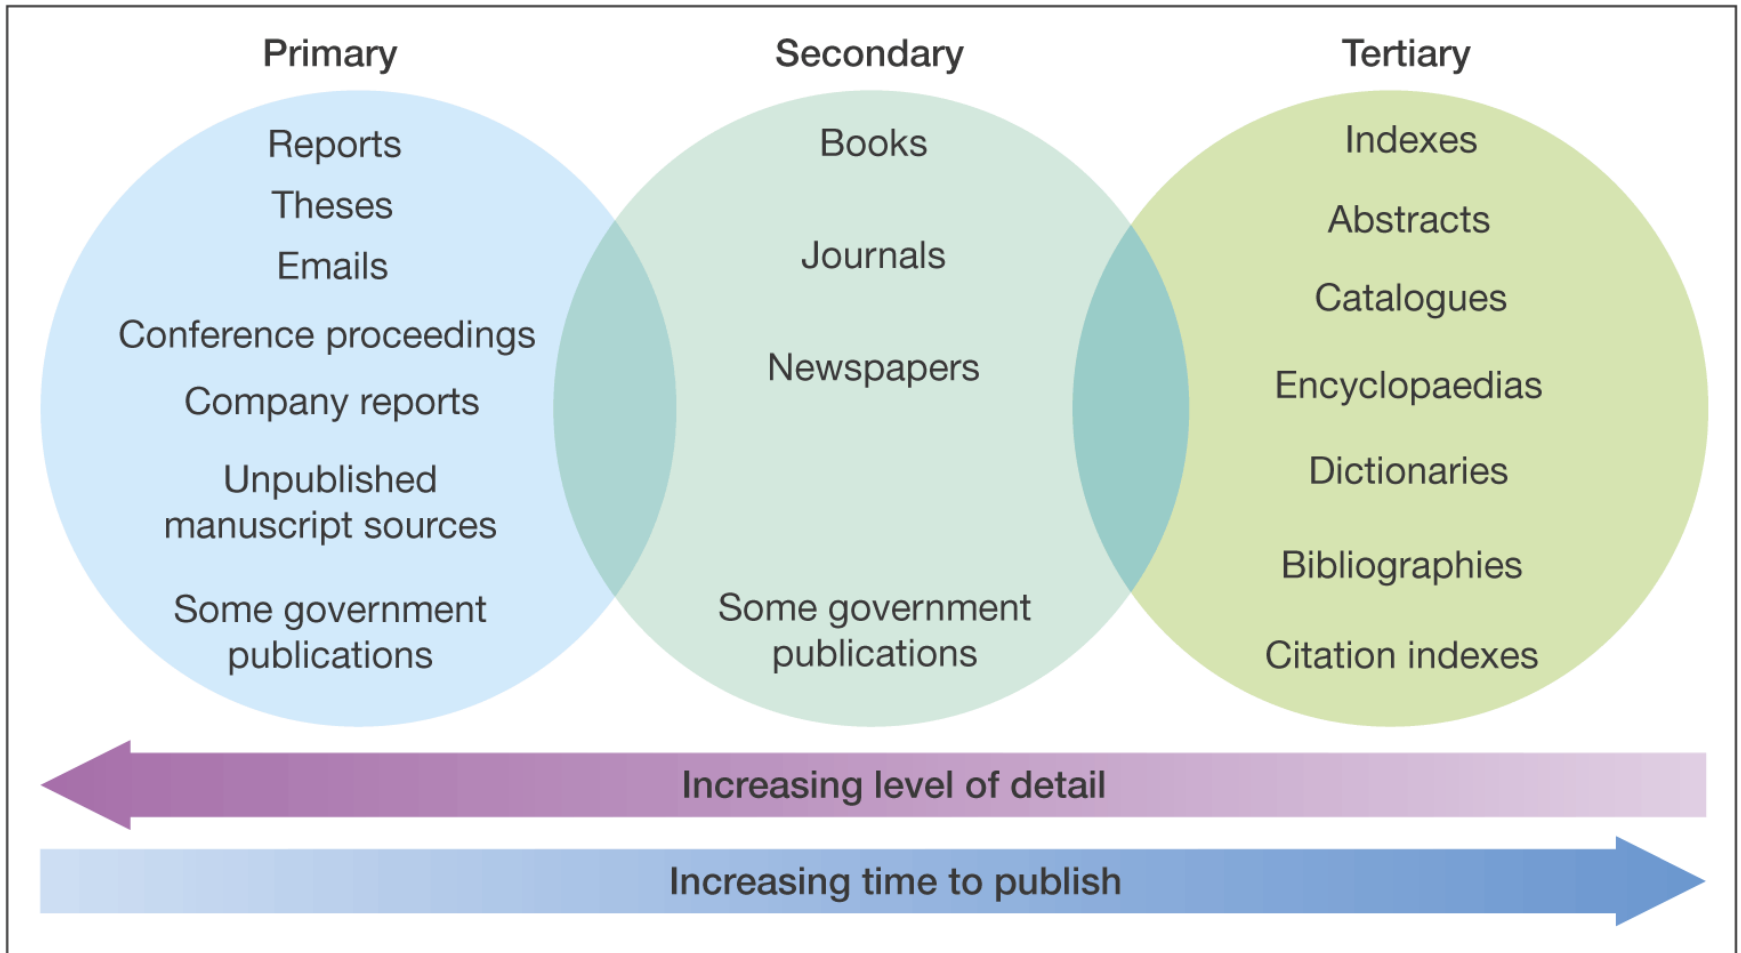 Primary
Reports
Theses
Emails
Conference proceedings
Company reports
Unpublished
manuscript sources
Some government
publications
Secondary
Books
Journals
Newspapers
Some government
publications
Tertiary
Indexes
Abstracts
Catalogues
Encyclopaedias
Dictionaries
Bibliographies
Citation indexes
Increasing level of detail
Increasing time to publish